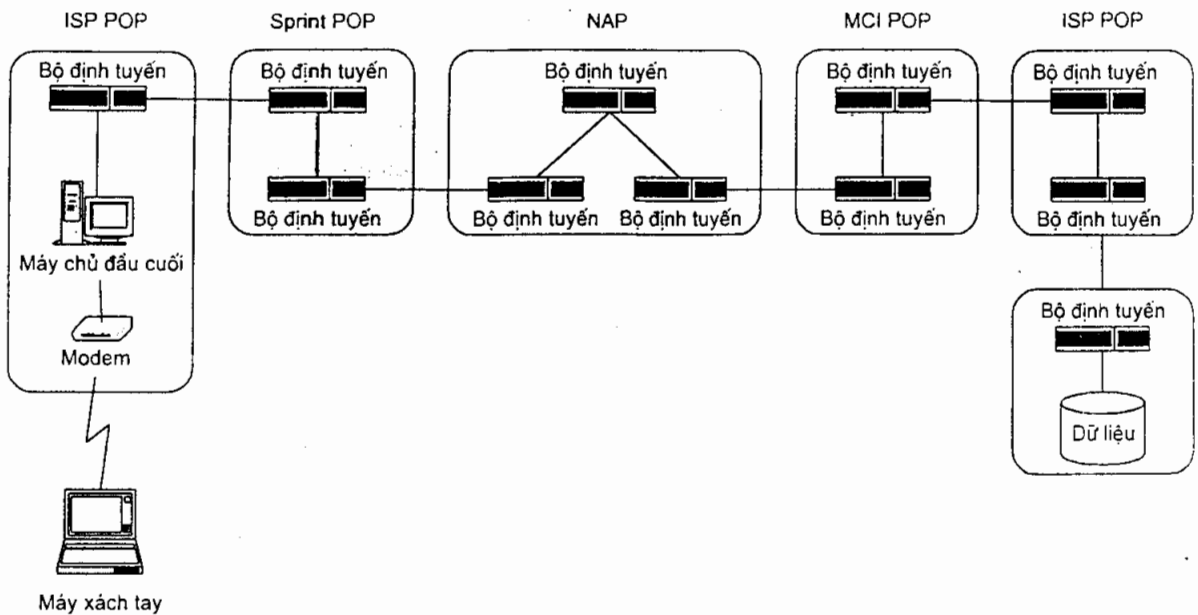 ISP POP
Sprint POP
NAP
MCI POP
ISP POP
Bộ định tuyến
Bộ định tuyến
Bộ định tuyến
Bộ định tuyến
Bộ định tuyến
Bộ định tuyến
Bộ định tuyến
Bộ định tuyến
Bộ định tuyến
Bộ định tuyến
Máy chủ đầu cuối
Modem
Bộ định tuyến
Dữ liệu
Máy xách tay